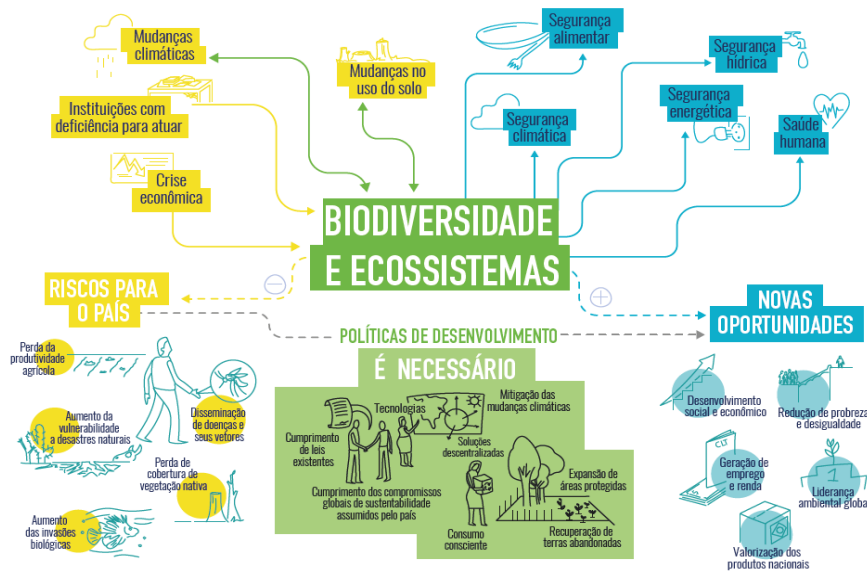 Mudanças
climáticas
Instituições com
deficiência para atuar
Crise
econômica
Mudanças no
uso do solo
Segurança
alimentar
Segurança
climática
Segurança
hídrica
Segurança
energética
Saúde
humana
BIODIVERSIDADE
E ECOSSISTEMAS
RISCOS PARA
O PAÍS
Perda da
produtividade
agrícola
Aumento da
vulnerabilidade
a desastres naturais
Disseminação
de doenças e
seus vetores
Perda de
cobertura de
vegetação nativa
Aumento
das invasões
biológicas
POLÍTICAS DE DESENVOLVIMENTO
É NECESSÁRIO
Cumprimento
de leis
existentes
Tecnologias
Mitigação das
mudanças climáticas
Soluções
descentralizadas
Cumprimento dos compromissos
globais de sustentabilidade
assumidos pelo país
Consumo
consciente
Expansão de
áreas protegidas
Recuperação de
terras abandonadas
NOVAS
OPORTUNIDADES
Desenvolvimento
social e econômico
Redução de probreza
e desigualdade
CLT
Geração de
emprego
e renda
1
Liderança
ambiental global
Valorização dos
produtos nacionais